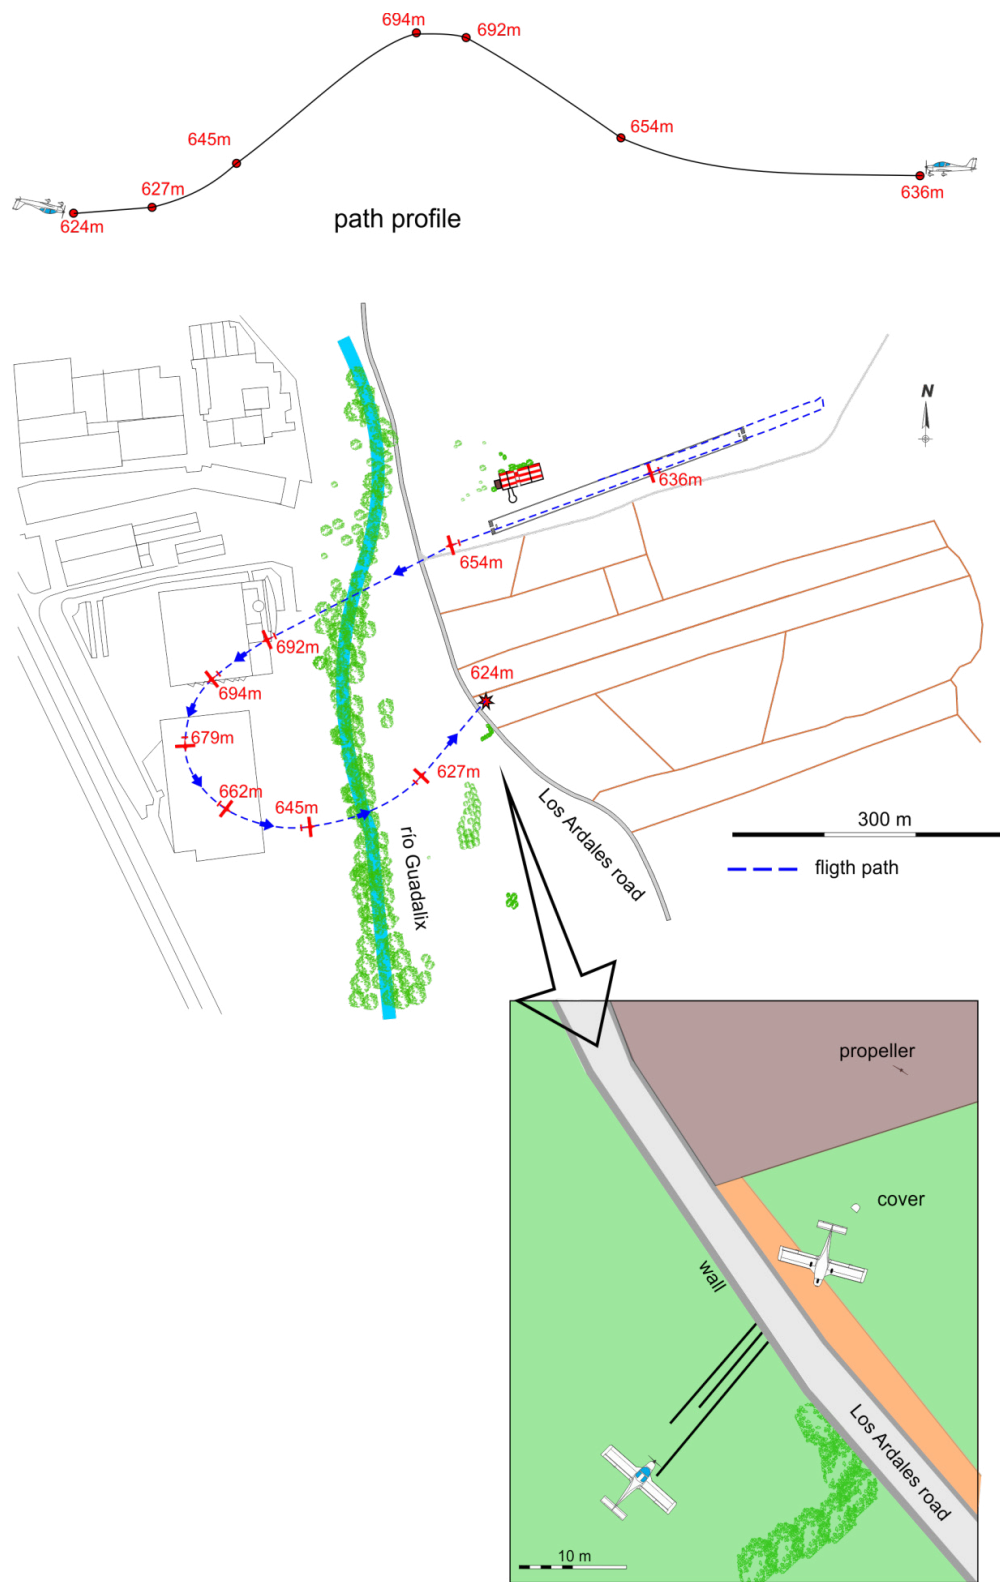 694m
692m
654m
645m
627m
636m
624m
path profile
N
636m
654m
692m
624m
694m
679m
627m
662m
645m
300 m
Los Ardales road
río Guadalix
fligth path
propeller
cover
wall
Los Ardales road
10 m